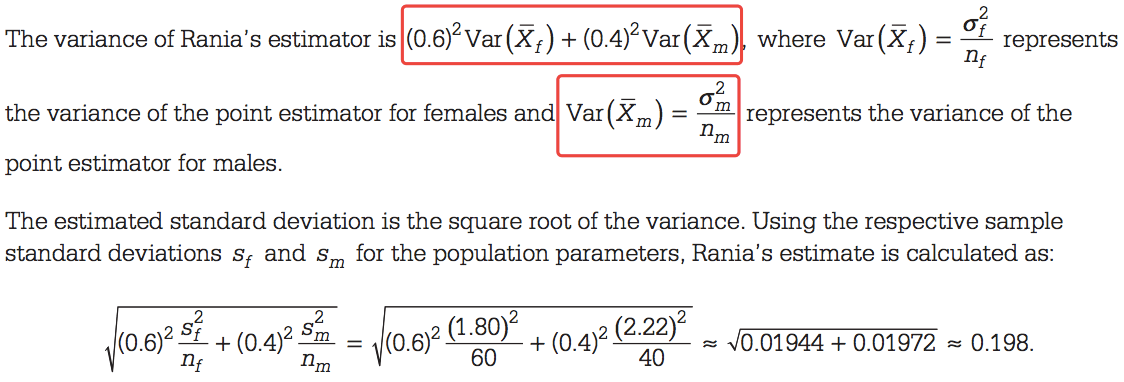 The variance of Rania's estimator is (0.6)² Var(X̄_f) + (0.4)² Var(X̄_m), where Var(X̄_f) = σ_f²/n_f represents
the variance of the point estimator for females and Var(X̄_m) = σ_m²/n_m represents the variance of the
point estimator for males.
The estimated standard deviation is the square root of the variance. Using the respective sample
standard deviations s_f and s_m for the population parameters, Rania's estimate is calculated as:
√((0.6)² s_f²/n_f + (0.4)² s_m²/n_m) = √((0.6)² (1.80)²/60 + (0.4)² (2.22)²/40) ≈ √(0.01944 + 0.01972) ≈ 0.198.